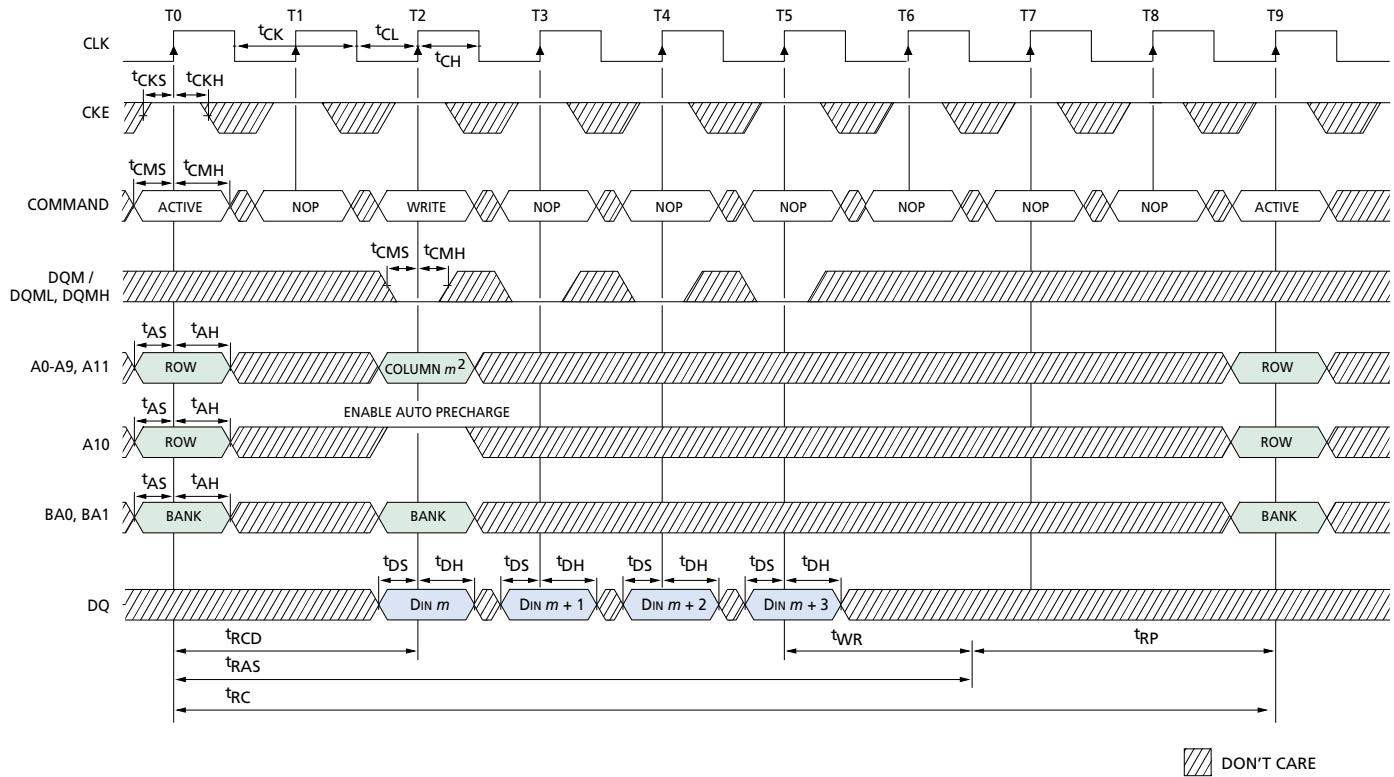 T0 T1 T2 T3 T4 T5 T6 T7 T8 T9
CLK
tCK tCL tCH
tCKS tCKH
CKE
tCMS tCMH
COMMAND ACTIVE NOP WRITE NOP NOP NOP NOP NOP NOP ACTIVE
tCMS tCMH
DQM /
DQML, DQMH
tAS tAH
A0-A9, A11 ROW COLUMN m2 ROW
ENABLE AUTO PRECHARGE
tAS tAH
A10 ROW ROW
tAS tAH
BA0, BA1 BANK BANK BANK
tDS tDH tDS tDH tDS tDH tDS tDH
DQ DIN m DIN m + 1 DIN m + 2 DIN m + 3
tRCD tWR tRP
tRAS
tRC
DON'T CARE